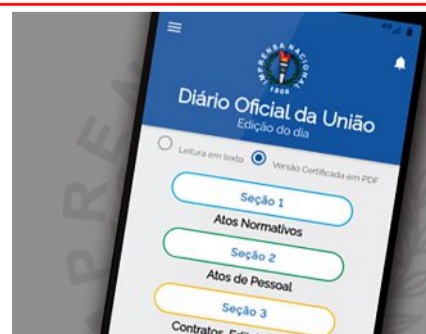 4G
IMPRENSA NACIONAL
1808
Diário Oficial da União
Edição do dia
Leitura em texto
Versão Certificada em PDF
Seção 1
Atos Normativos
Seção 2
Atos de Pessoal
Seção 3
Contratos,